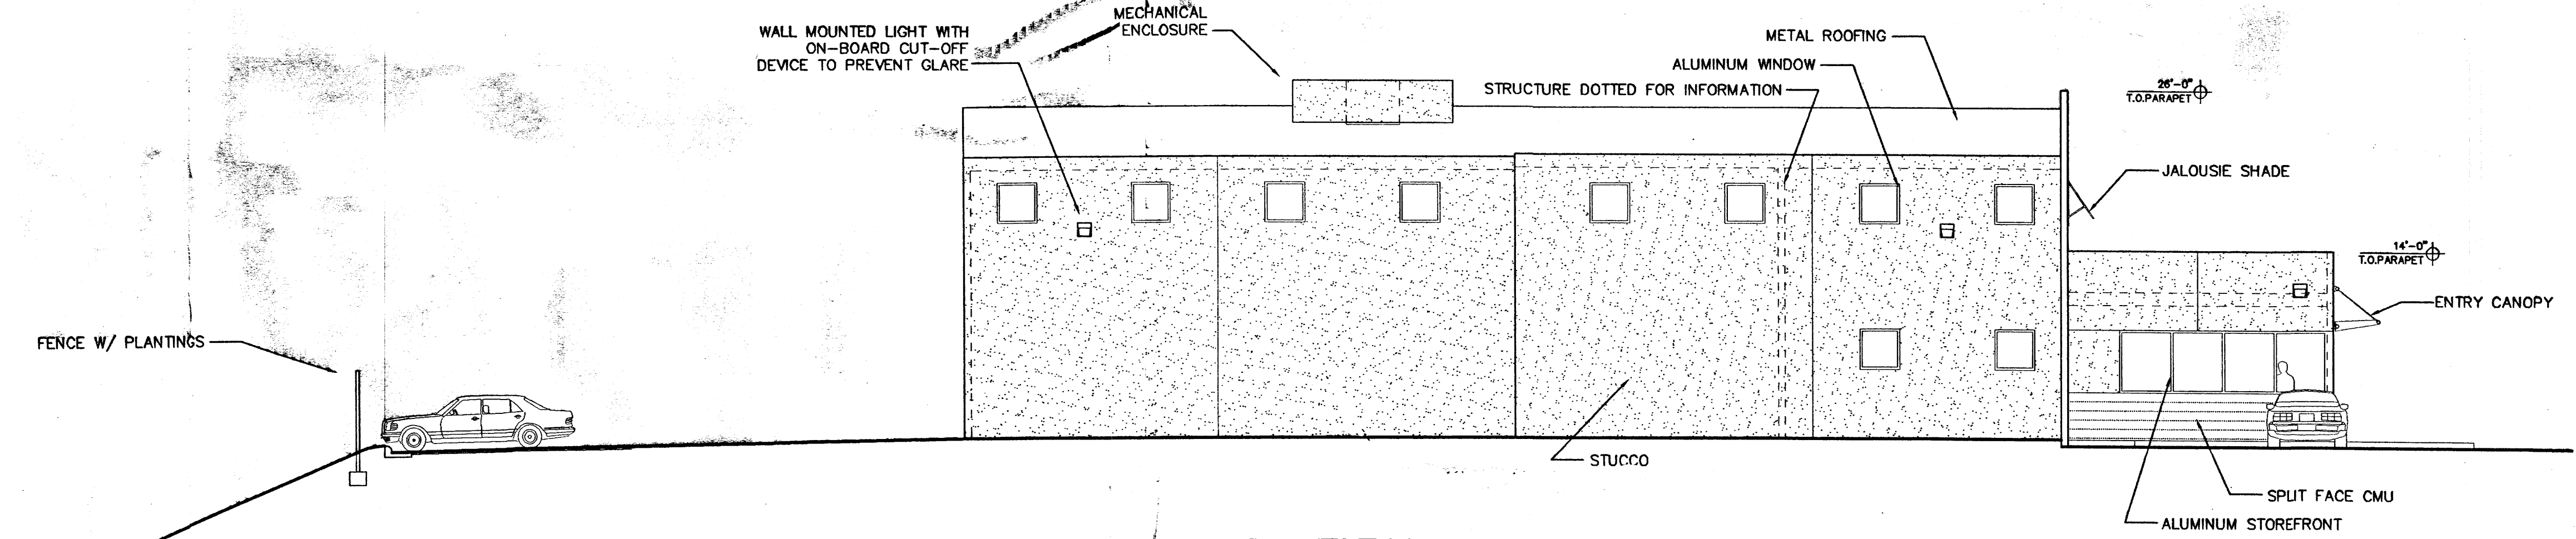 WALL MOUNTED LIGHT WITH
ON-BOARD CUT-OFF
DEVICE TO PREVENT GLARE
MECHANICAL
ENCLOSURE
METAL ROOFING
ALUMINUM WINDOW
STRUCTURE DOTTED FOR INFORMATION
26'-0"
T.O.PARAPET
JALOUSIE SHADE
14'-0"
T.O.PARAPET
ENTRY CANOPY
FENCE W/ PLANTINGS
STUCCO
SPLIT FACE CMU
ALUMINUM STOREFRONT